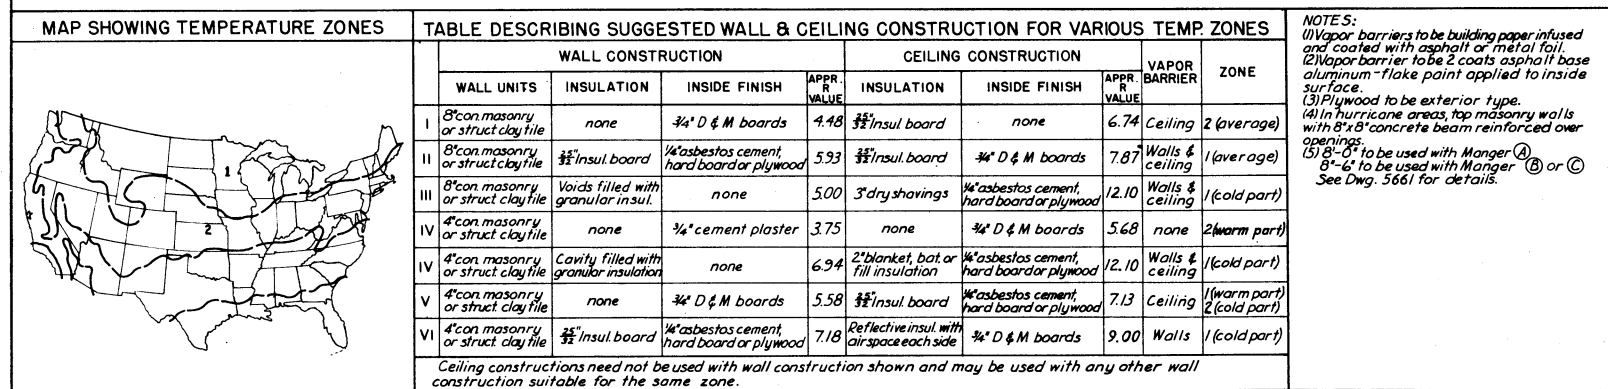 MAP SHOWING TEMPERATURE ZONES
1
2
TABLE DESCRIBING SUGGESTED WALL & CEILING CONSTRUCTION FOR VARIOUS TEMP. ZONES
WALL CONSTRUCTION CEILING CONSTRUCTION VAPOR BARRIER ZONE
WALL UNITS INSULATION INSIDE FINISH APPR. R VALUE INSULATION INSIDE FINISH APPR. R VALUE
I 8"con. masonry or struct clay tile none 3/4" D & M boards 4.48 25/32" Insul. board none 6.74 Ceiling 2 (average)
II 8"con. masonry or struct clay tile 25/32" Insul. board 1/4"asbestos cement, hard board or plywood 5.93 25/32" Insul. board 3/4" D & M boards 7.87 Walls & ceiling 1 (average)
III 8"con. masonry or struct clay tile Voids filled with granular insul. none 5.00 3"dry shavings 1/4"asbestos cement, hard board or plywood 12.10 Walls & ceiling 1 (cold part)
IV 4"con. masonry or struct clay tile none 3/4" cement plaster 3.75 none 3/4" D & M boards 5.68 none 2 (warm part)
IV 4"con. masonry or struct clay tile Cavity filled with granular insulation none 6.94 2"blanket, bat. or fill insulation 1/4"asbestos cement, hard board or plywood 12.10 Walls & ceiling 1 (cold part)
V 4"con. masonry or struct clay tile none 3/4" D & M boards 5.58 25/32" Insul. board 1/4"asbestos cement, hard board or plywood 7.13 Ceiling 1 (warm part) 2 (cold part)
VI 4"con. masonry or struct. clay tile 25/32" Insul. board 1/4"asbestos cement, hard board or plywood 7.18 Reflective insul. with air space each side 3/4" D & M boards 9.00 Walls 1 (cold part)
Ceiling constructions need not be used with wall construction shown and may be used with any other wall
construction suitable for the same zone.
NOTES:
(1) Vapor barriers to be building paper infused
and coated with asphalt or metal foil.
(2) Vapor barrier to be 2 coats asphalt base
aluminum-flake paint applied to inside
surface.
(3) Plywood to be exterior type.
(4) In hurricane areas, top masonry walls
with 8"x8" concrete beam reinforced over
openings.
(5) 8'-0" to be used with Manger A,
8"-6" to be used with Manger B or C
See Dwg. 5661 for details.